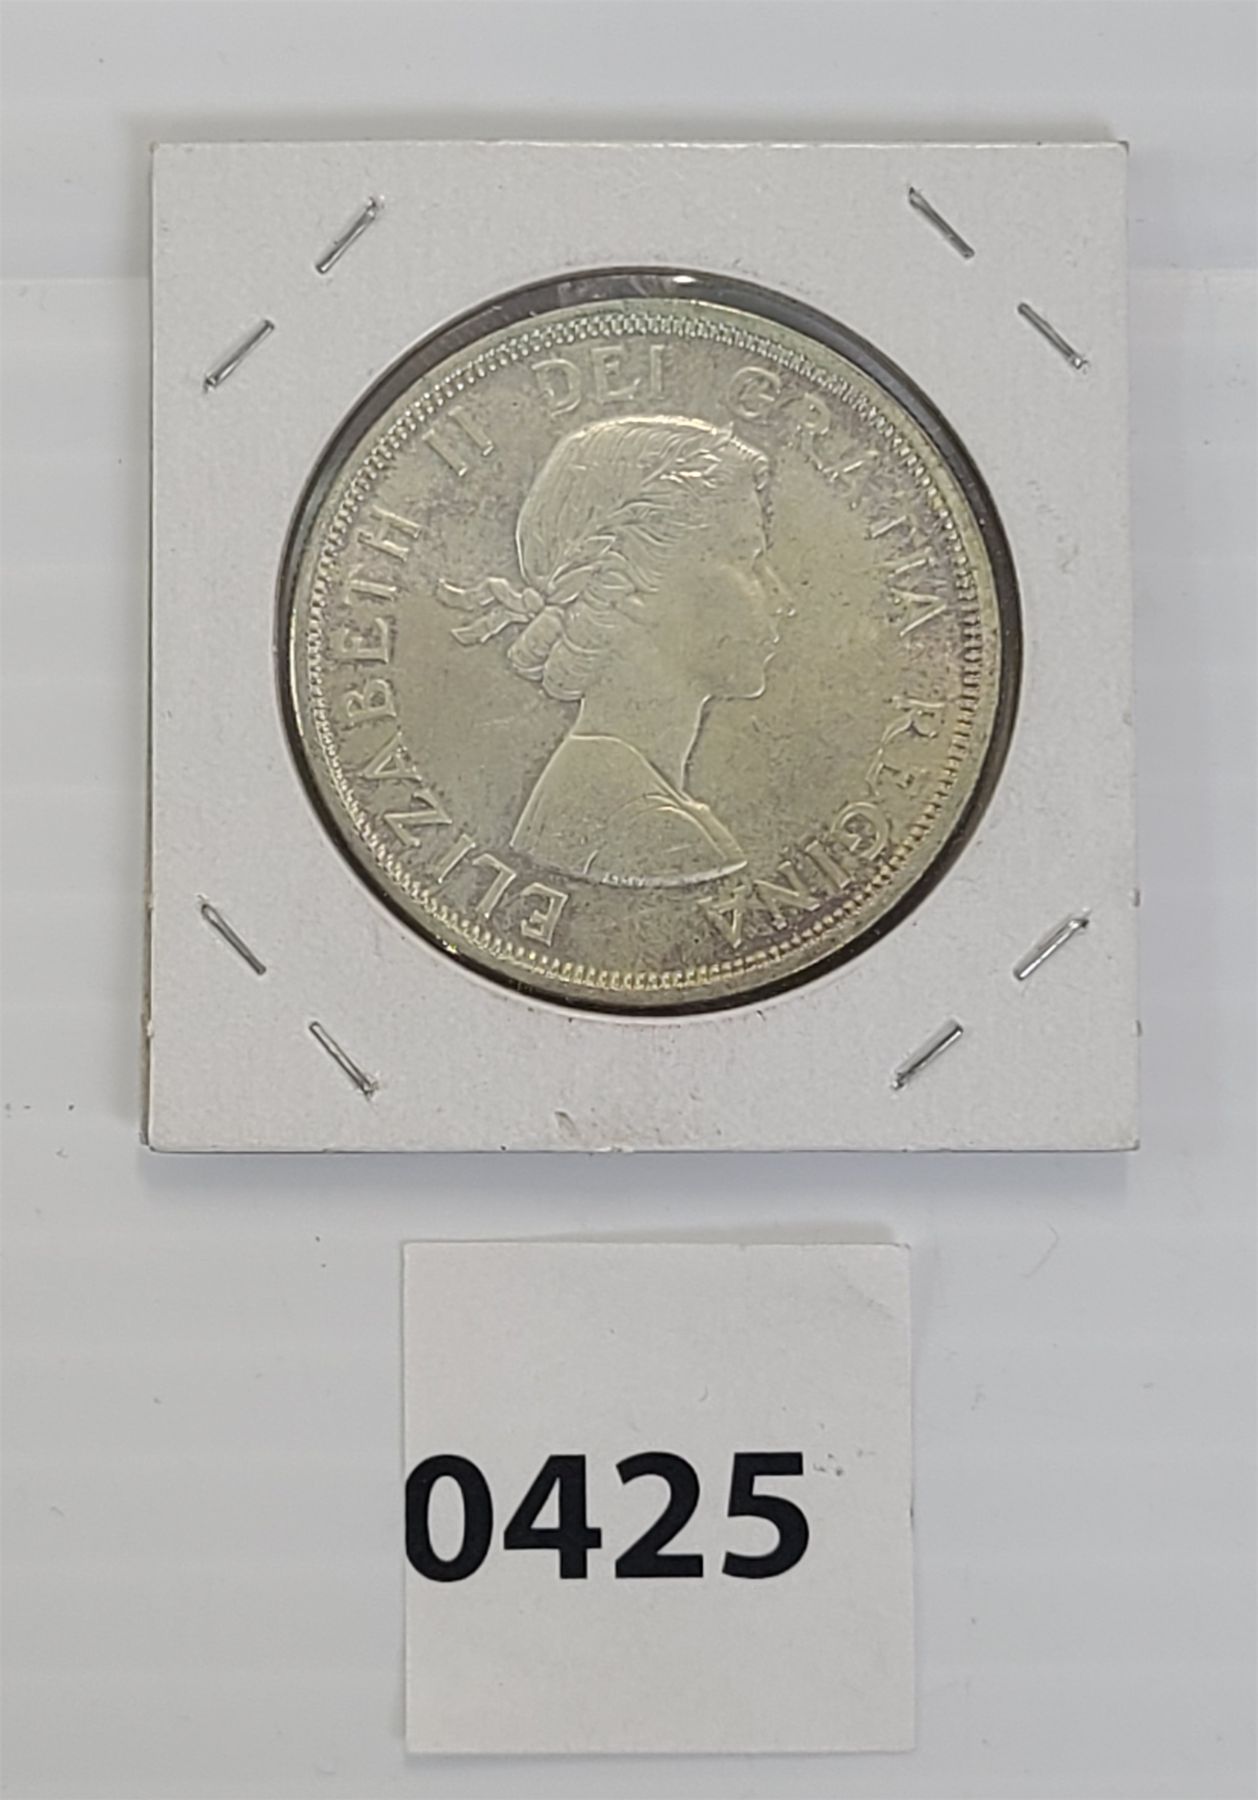 ELIZABETH II DEI GRATIA REGINA
0425